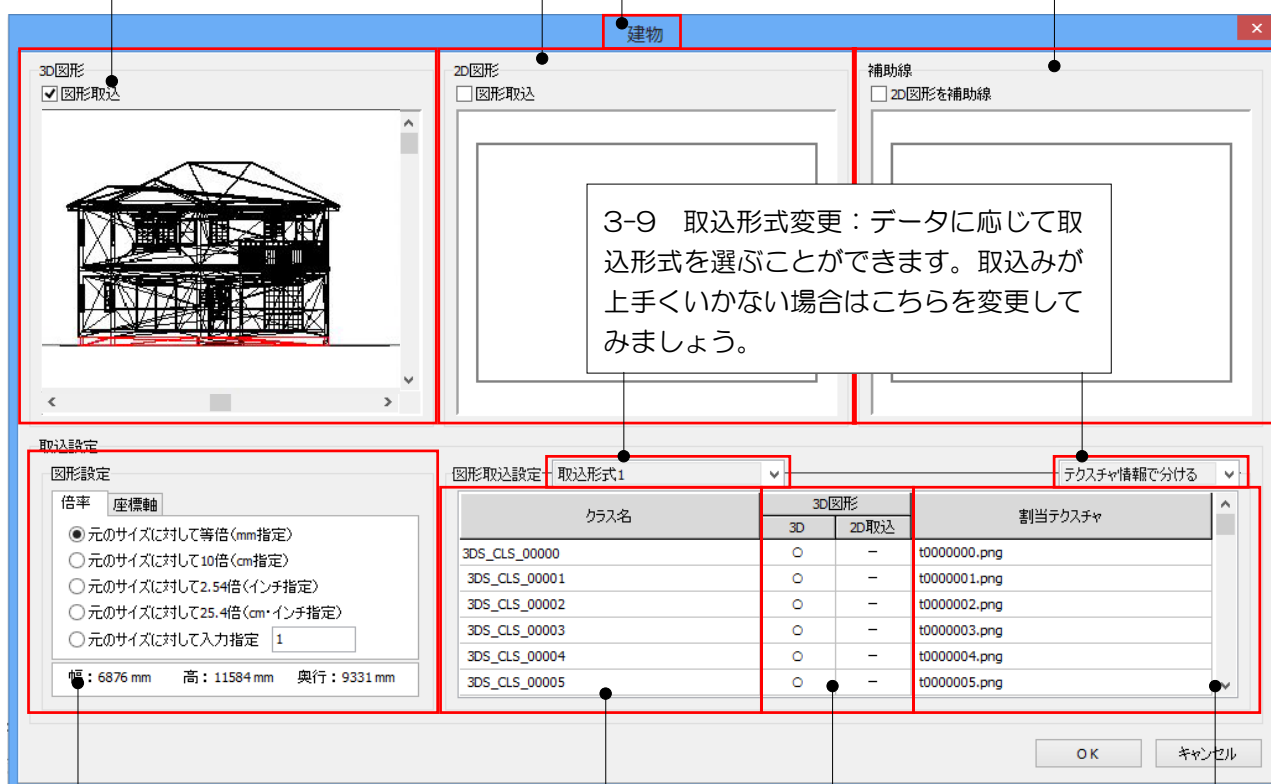 建物
3D図形
図形取込
2D図形
図形取込
補助線
2D図形を補助線
3-9 取込形式変更：データに応じて取
込形式を選ぶことができます。取込みが
上手くいかない場合はこちらを変更して
みましょう。
取込設定
図形設定
倍率 座標軸
元のサイズに対して等倍(mm指定)
元のサイズに対して10倍(cm指定)
元のサイズに対して2.54倍(インチ指定)
元のサイズに対して25.4倍(cm・インチ指定)
元のサイズに対して入力指定 1
幅：6876 mm 高：11584 mm 奥行：9331 mm
図形取込設定 取込形式1 テクスチャ情報で分ける
クラス名 3D図形 割当テクスチャ
3D 2D取込
3DS_CLS_00000 ○ － t0000000.png
3DS_CLS_00001 ○ － t0000001.png
3DS_CLS_00002 ○ － t0000002.png
3DS_CLS_00003 ○ － t0000003.png
3DS_CLS_00004 ○ － t0000004.png
3DS_CLS_00005 ○ － t0000005.png
OK キャンセル